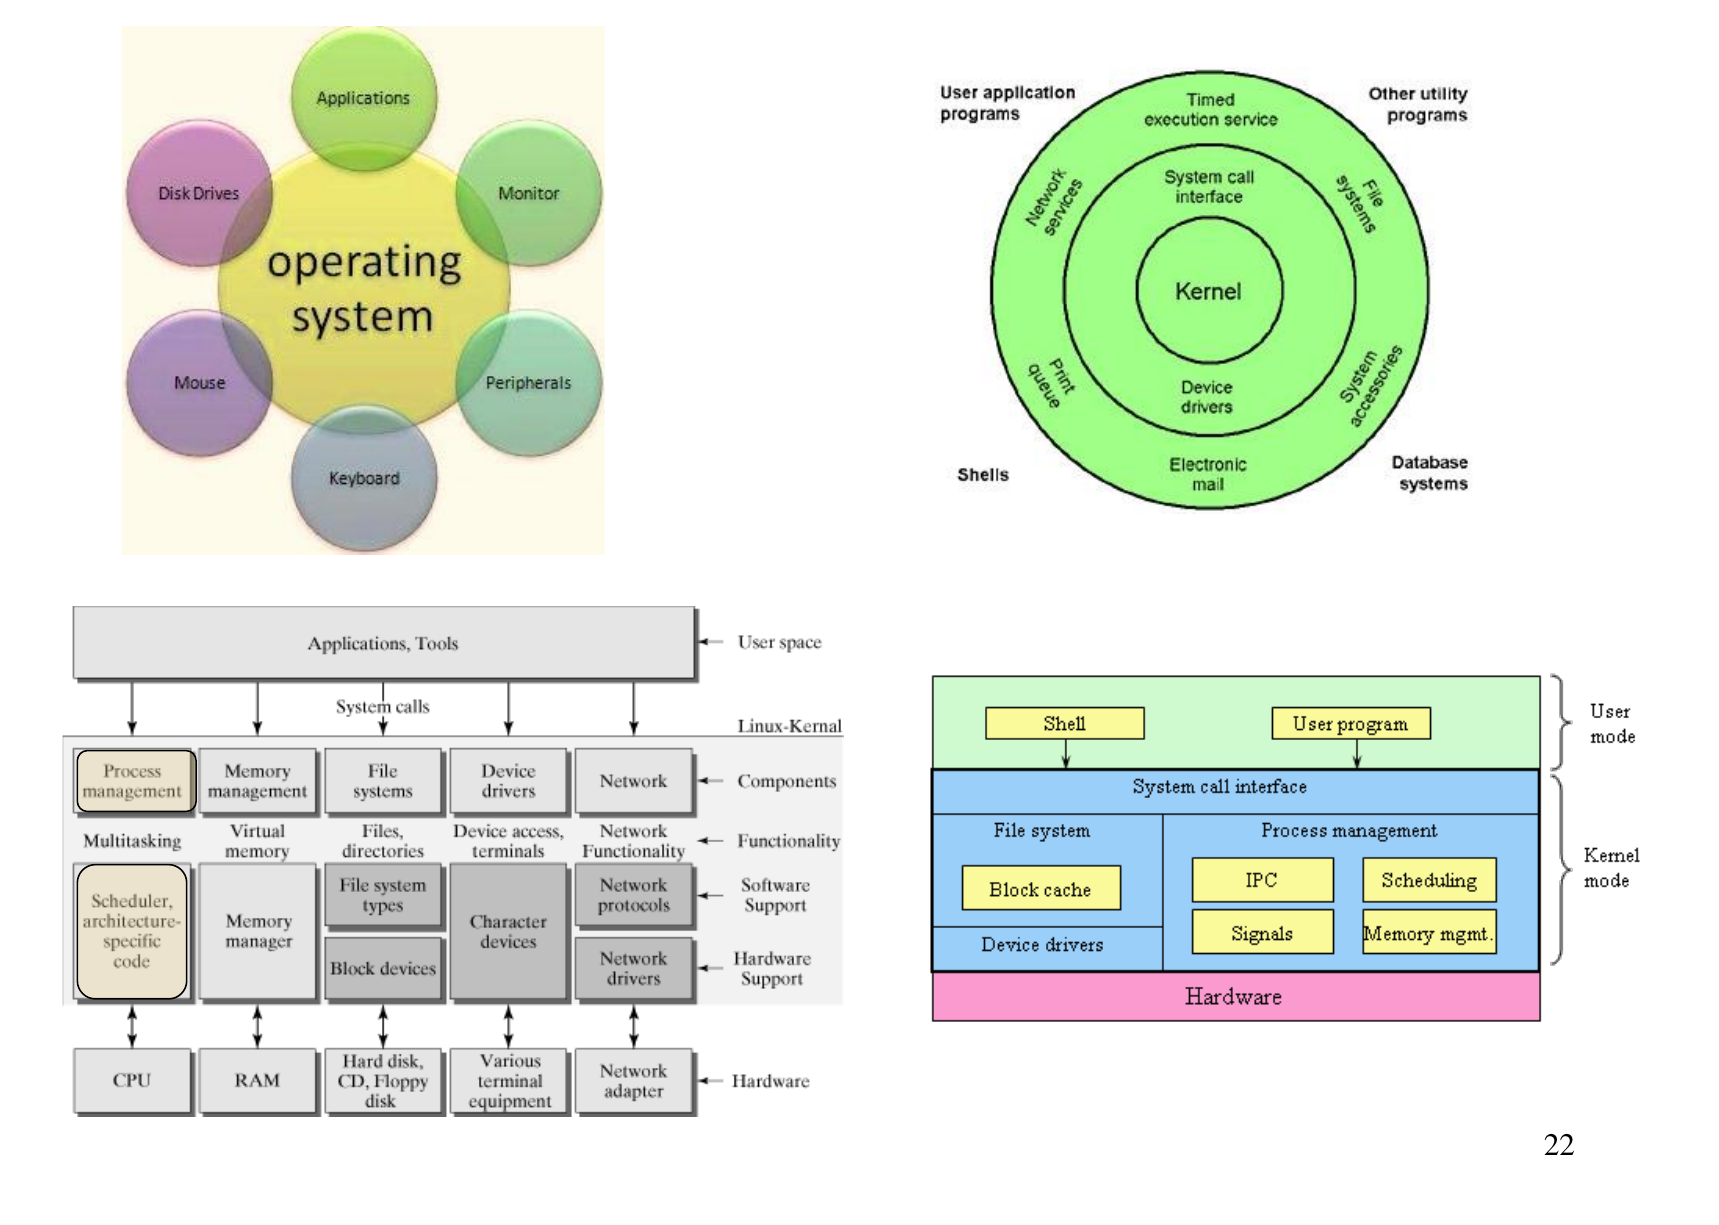 Applications
Disk Drives
Monitor
operating
system
Mouse
Peripherals
Keyboard
User application
programs
Other utility
programs
Timed
execution service
Network
services
System call
interface
File
systems
Kernel
Print
queue
Device
drivers
System
accessories
Electronic
mail
Shells
Database
systems
Applications, Tools
User space
System calls
Linux-Kernal
Process
management
Memory
management
File
systems
Device
drivers
Network
Components
Multitasking
Virtual
memory
Files,
directories
Device access,
terminals
Network
Functionality
Functionality
Scheduler,
architecture-
specific
code
Memory
manager
File system
types
Block devices
Character
devices
Network
protocols
Network
drivers
Software
Support
Hardware
Support
CPU
RAM
Hard disk,
CD, Floppy
disk
Various
terminal
equipment
Network
adapter
Hardware
Shell
User program
User
mode
System call interface
File system
Process management
Block cache
IPC
Scheduling
Signals
Memory mgmt.
Device drivers
Kernel
mode
Hardware
22